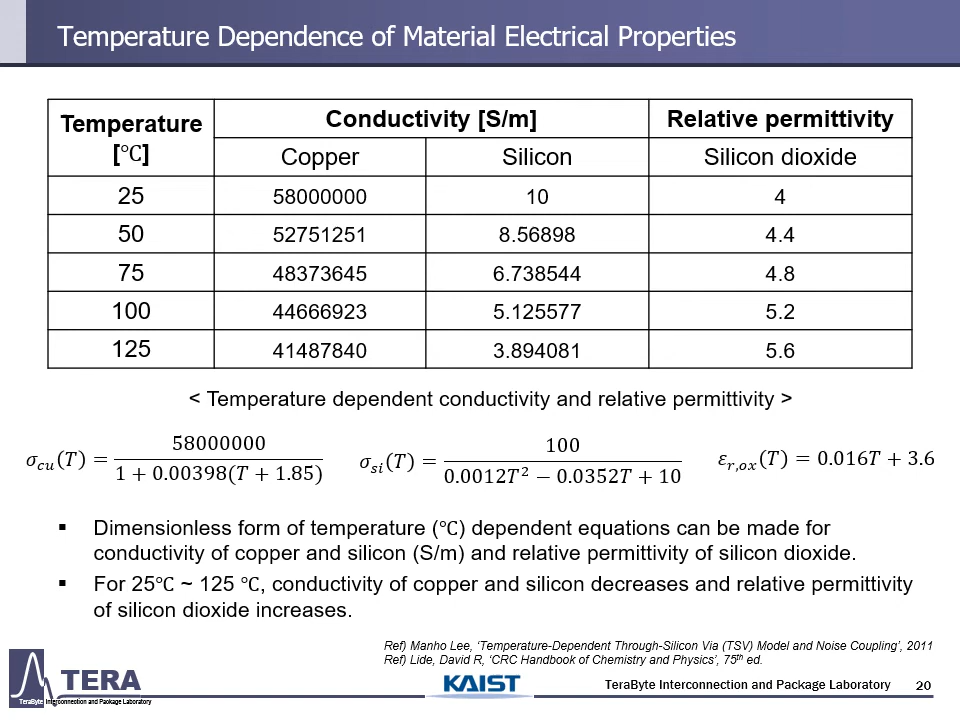 Temperature Dependence of Material Electrical Properties
Temperature [℃] Conductivity [S/m] Relative permittivity
Copper Silicon Silicon dioxide
25 58000000 10 4
50 52751251 8.56898 4.4
75 48373645 6.738544 4.8
100 44666923 5.125577 5.2
125 41487840 3.894081 5.6
< Temperature dependent conductivity and relative permittivity >
σcu(T) = 58000000 / 1 + 0.00398(T + 1.85)
σsi(T) = 100 / 0.0012T² − 0.0352T + 10
εr,ox(T) = 0.016T + 3.6
▪ Dimensionless form of temperature (℃) dependent equations can be made for
conductivity of copper and silicon (S/m) and relative permittivity of silicon dioxide.
▪ For 25℃ ~ 125 ℃, conductivity of copper and silicon decreases and relative permittivity
of silicon dioxide increases.
Ref) Manho Lee, ‘Temperature-Dependent Through-Silicon Via (TSV) Model and Noise Coupling’, 2011
Ref) Lide, David R, ‘CRC Handbook of Chemistry and Physics’, 75th ed.
TERA
TeraByte Interconnection and Package Laboratory
KAIST
TeraByte Interconnection and Package Laboratory 20